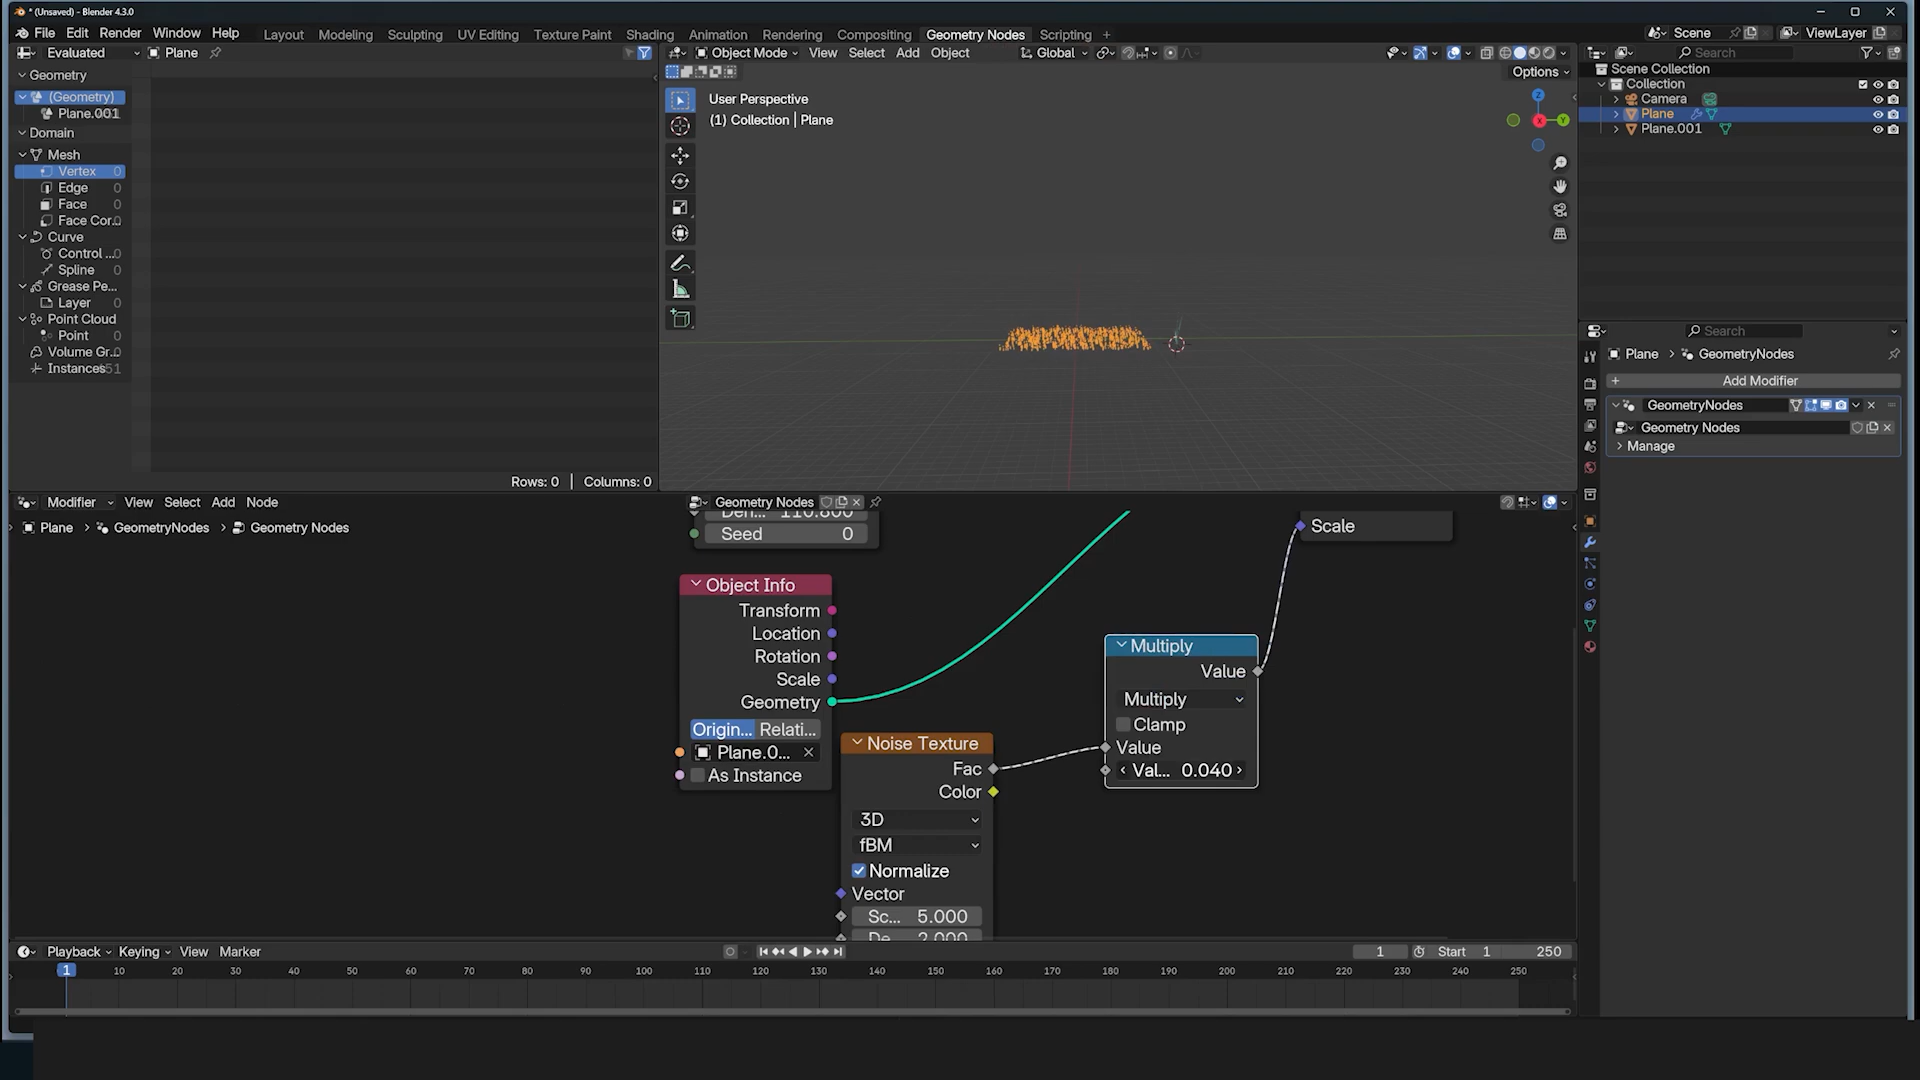 * (Unsaved) - Blender 4.3.0
File Edit Render Window Help
Layout Modeling Sculpting UV Editing Texture Paint Shading Animation Rendering Compositing Geometry Nodes Scripting +
Scene
ViewLayer
Evaluated
Plane
Geometry
(Geometry)
Plane.001
Domain
Mesh
Vertex 0
Edge 0
Face 0
Face Cor... 0
Curve
Control ... 0
Spline 0
Grease Pe...
Layer 0
Point Cloud
Point 0
Volume Gr... 0
Instances
Rows: 0 | Columns: 0
Object Mode View Select Add Object
Global
Options
User Perspective
(1) Collection | Plane
Z
X
Y
Search
Scene Collection
Collection
Camera
Plane
Plane.001
Search
Plane > GeometryNodes
Add Modifier
GeometryNodes
Geometry Nodes
Manage
Modifier View Select Add Node
Geometry Nodes
Plane > GeometryNodes > Geometry Nodes
Den... 110.800
Seed 0
Scale
Object Info
Transform
Location
Rotation
Scale
Geometry
Origin... Relati...
Plane.0...
As Instance
Noise Texture
Fac
Color
3D
fBM
Normalize
Vector
Sc... 5.000
De... 2.000
Multiply
Value
Multiply
Clamp
Value
Val... 0.040
Playback Keying View Marker
1
Start 1
250
1 10 20 30 40 50 60 70 80 90 100 110 120 130 140 150 160 170 180 190 200 210 220 230 240 250